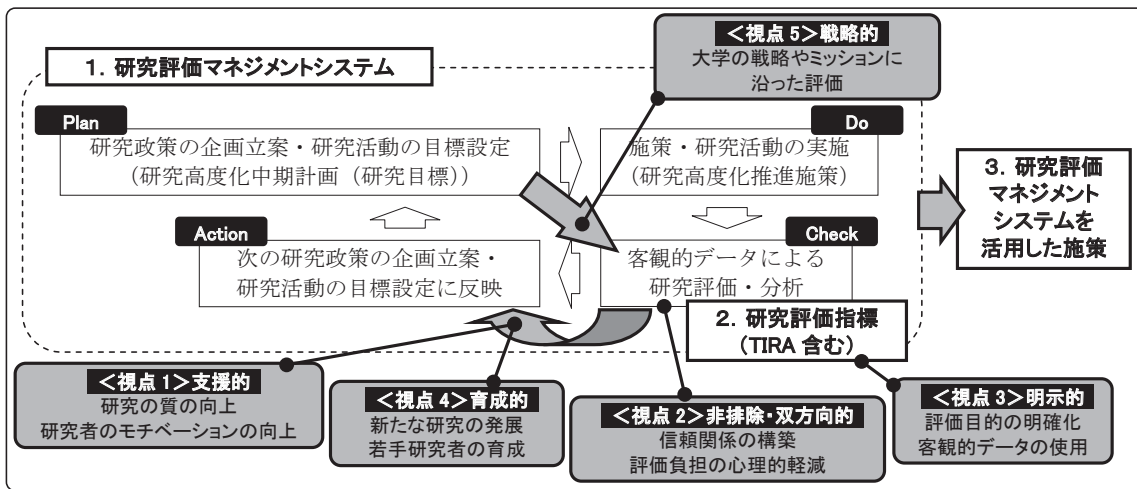 <視点 5>戦略的
大学の戦略やミッションに
沿った評価
1. 研究評価マネジメントシステム
Plan
研究政策の企画立案・研究活動の目標設定
(研究高度化中期計画(研究目標))
Do
施策・研究活動の実施
(研究高度化推進施策)
3. 研究評価
マネジメント
システムを
活用した施策
Action
次の研究政策の企画立案・
研究活動の目標設定に反映
Check
客観的データによる
研究評価・分析
2. 研究評価指標
(TIRA 含む)
<視点 1>支援的
研究の質の向上
研究者のモチベーションの向上
<視点 4>育成的
新たな研究の発展
若手研究者の育成
<視点 2>非排除・双方向的
信頼関係の構築
評価負担の心理的軽減
<視点 3>明示的
評価目的の明確化
客観的データの使用